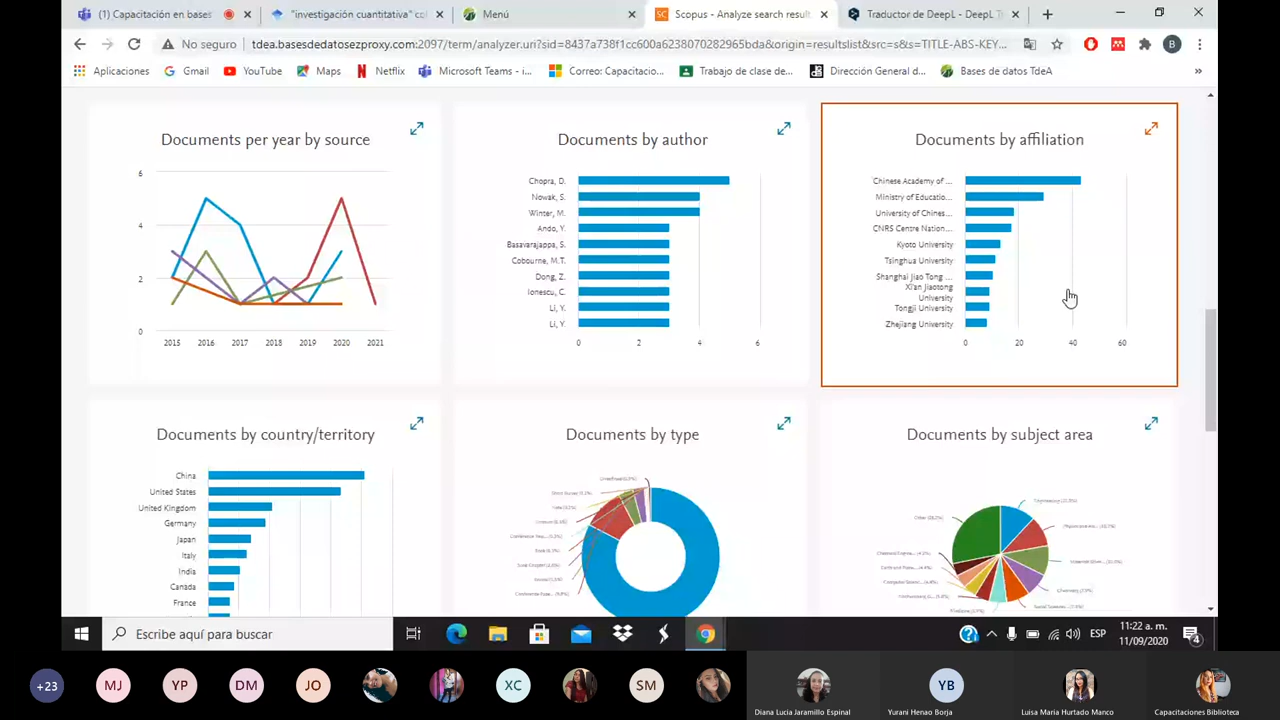 (1) Capacitación en bases
"investigación cuantitativa" col
Menú
SC
Scopus - Analyze search result
Traductor de DeepL - DeepL T
No seguro
tdea.basesdedatosezproxy.com:2097/term/analyzer.uri?sid=8437a738f1cc600a6238070282965bda&origin=resultslist&src=s&s=TITLE-ABS-KEY...
B
Aplicaciones
Gmail
YouTube
Maps
Netflix
Microsoft Teams - i...
Correo: Capacitacio...
Trabajo de clase de...
Dirección General d...
Bases de datos TdeA
»
Documents per year by source
6
4
2
0
2015 2016 2017 2018 2019 2020 2021
Documents by author
Chopra, D.
Nowak, S.
Winter, M.
Ando, Y.
Basavarajappa, S.
Cobourne, M.T.
Dong, Z.
Ionescu, C.
Li, Y.
Li, Y.
0 2 4 6
Documents by affiliation
Chinese Academy of ...
Ministry of Educatio...
University of Chines...
CNRS Centre Nation...
Kyoto University
Tsinghua University
Shanghai Jiao Tong ...
Xi'an Jiaotong
University
Tongji University
Zhejiang University
0 20 40 60
Documents by country/territory
China
United States
United Kingdom
Germany
Japan
Italy
India
Canada
France
Documents by type
Documents by subject area
Escribe aquí para buscar
ESP
11:22 a. m.
11/09/2020
4
+23
MJ
YP
DM
JO
XC
SM
YB
Diana Lucia Jaramillo Espinal
Yurani Henao Borja
Luisa Maria Hurtado Manco
Capacitaciones Biblioteca